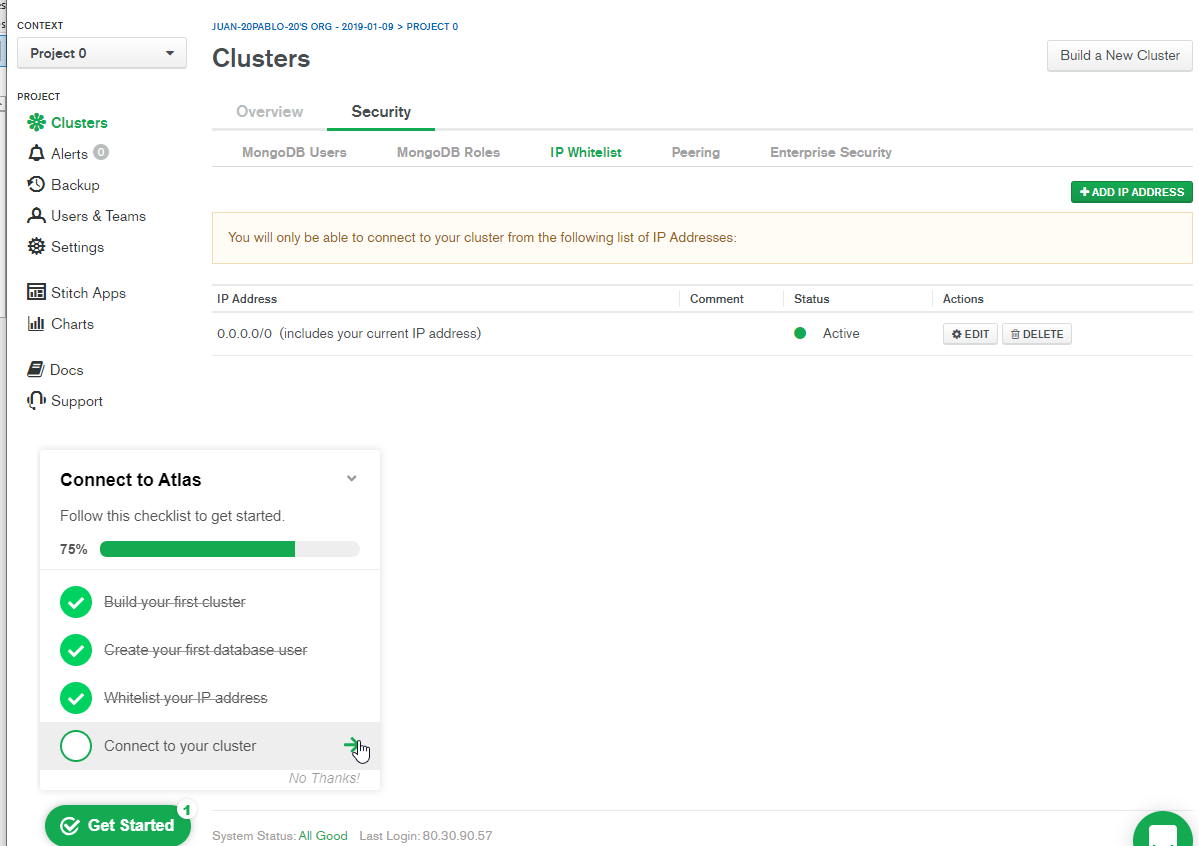 CONTEXT
Project 0
PROJECT
Clusters
Alerts 0
Backup
Users & Teams
Settings
Stitch Apps
Charts
Docs
Support
JUAN-20PABLO-20'S ORG - 2019-01-09 > PROJECT 0
Clusters
Build a New Cluster
Overview Security
MongoDB Users MongoDB Roles IP Whitelist Peering Enterprise Security
+ ADD IP ADDRESS
You will only be able to connect to your cluster from the following list of IP Addresses:
IP Address Comment Status Actions
0.0.0.0/0 (includes your current IP address) Active EDIT DELETE
Connect to Atlas
Follow this checklist to get started.
75%
Build your first cluster
Create your first database user
Whitelist your IP address
Connect to your cluster
No Thanks!
Get Started 1
System Status: All Good Last Login: 80.30.90.57